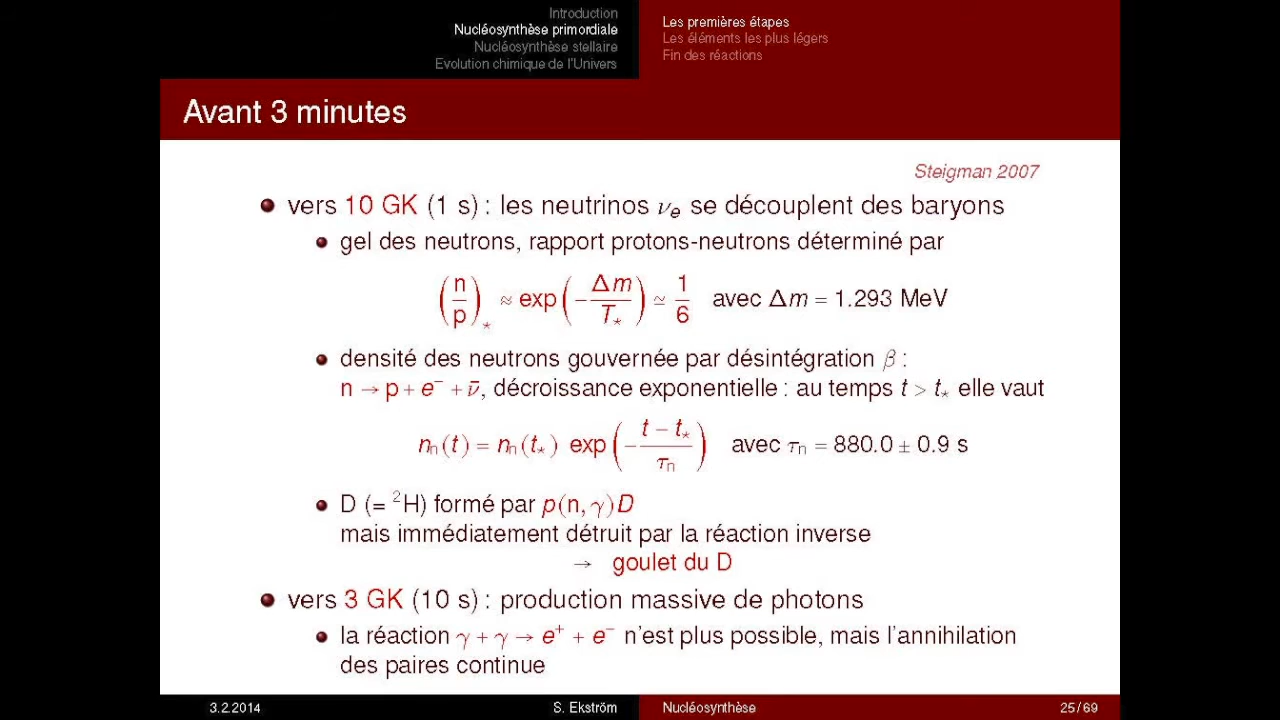 Introduction
Nucléosynthèse primordiale
Nucléosynthèse stellaire
Evolution chimique de l'Univers
Les premières étapes
Les éléments les plus légers
Fin des réactions
Avant 3 minutes
Steigman 2007
vers 10 GK (1 s) : les neutrinos νe se découplent des baryons
gel des neutrons, rapport protons-neutrons déterminé par
(n/p)⋆ ≈ exp(−Δm/T⋆) ≃ 1/6 avec Δm = 1.293 MeV
densité des neutrons gouvernée par désintégration β :
n → p + e⁻ + ν̄, décroissance exponentielle : au temps t > t⋆ elle vaut
nn(t) = nn(t⋆) exp(−(t − t⋆)/τn) avec τn = 880.0 ± 0.9 s
D (= ²H) formé par p(n, γ)D
mais immédiatement détruit par la réaction inverse
→ goulet du D
vers 3 GK (10 s) : production massive de photons
la réaction γ + γ → e⁺ + e⁻ n'est plus possible, mais l'annihilation
des paires continue
3.2.2014 S. Ekström Nucléosynthèse 25/69